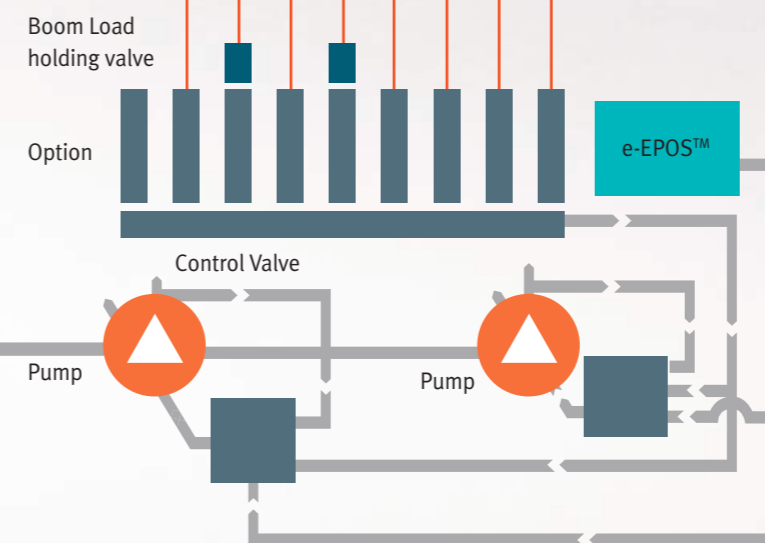 Boom Load
holding valve
Option
e-EPOS™
Control Valve
Pump
Pump